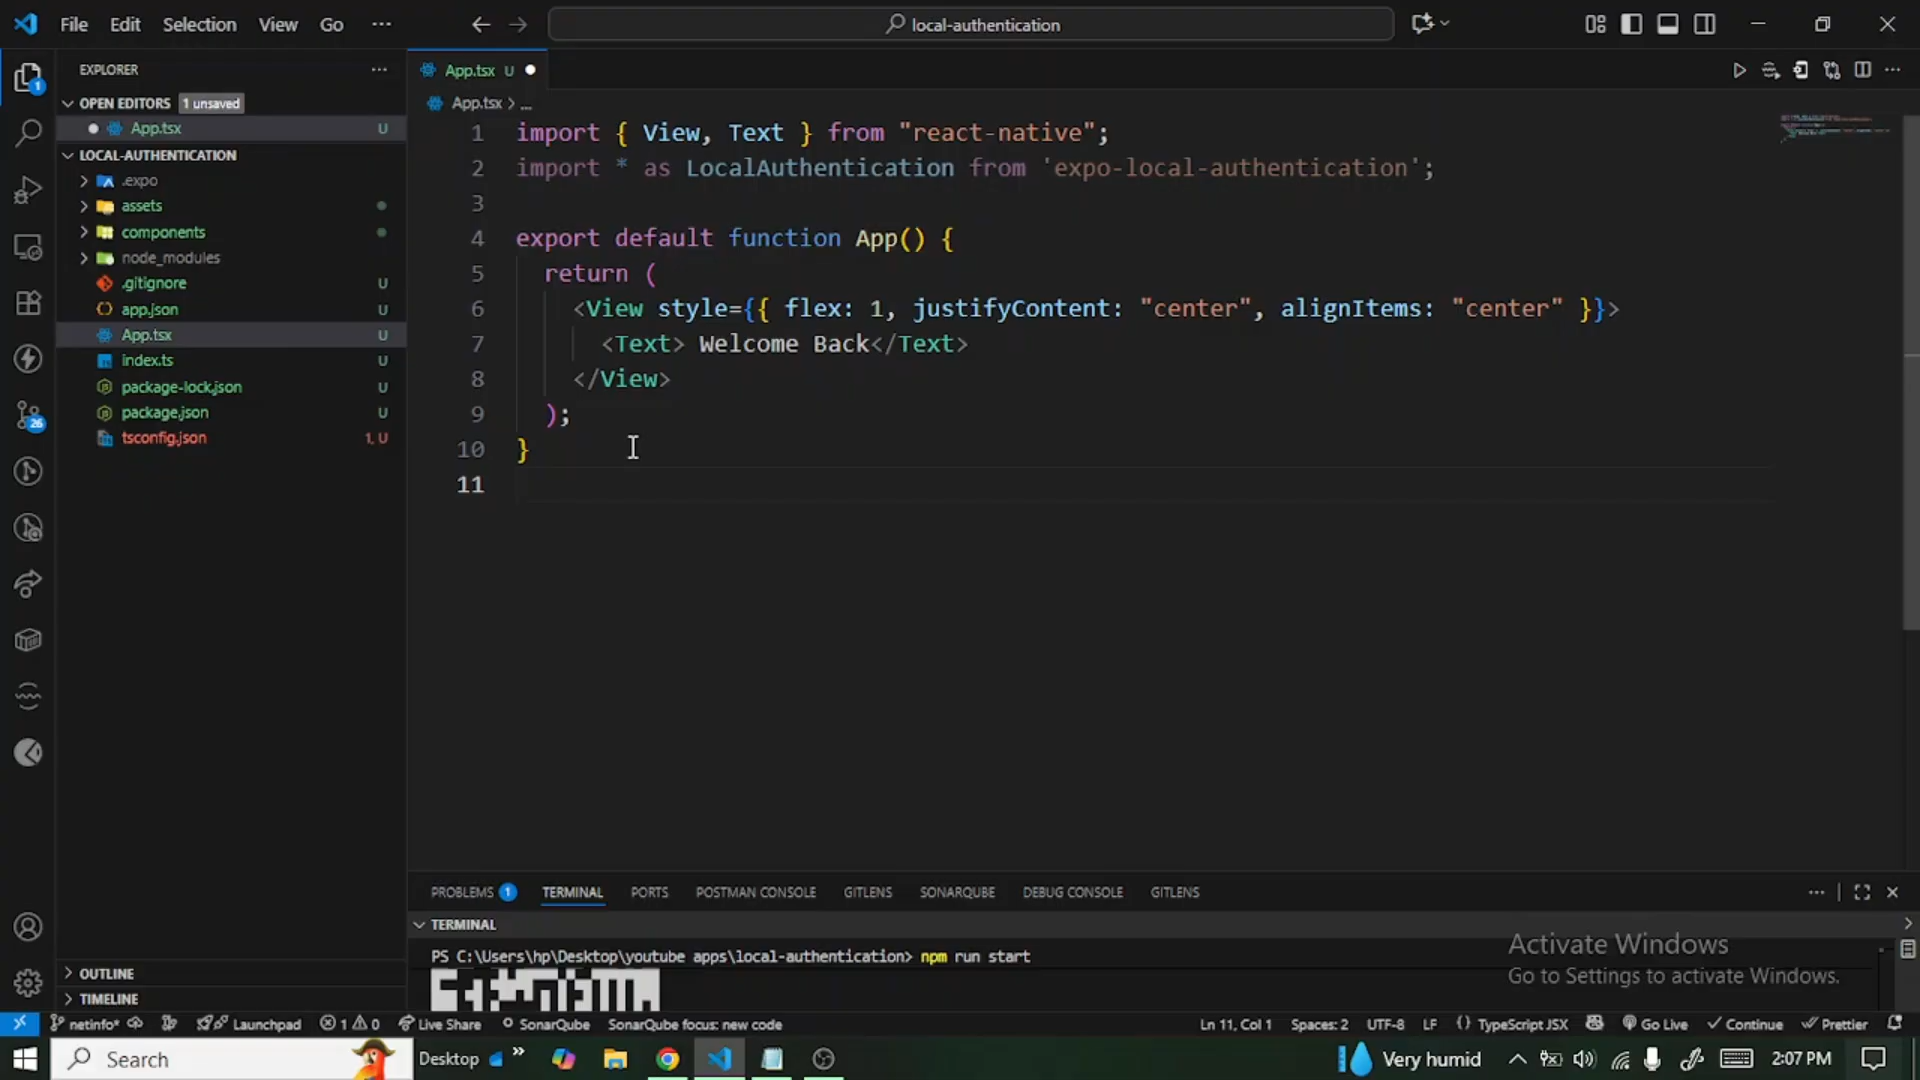 File Edit Selection View Go ··· local-authentication
EXPLORER ···
OPEN EDITORS 1 unsaved
App.tsx U
LOCAL-AUTHENTICATION
.expo
assets
components
node_modules
.gitignore U
app.json U
App.tsx U
index.ts U
package-lock.json U
package.json U
tsconfig.json 1, U
OUTLINE
TIMELINE
1
26
App.tsx U
App.tsx > ...
1 import { View, Text } from "react-native";
2 import * as LocalAuthentication from 'expo-local-authentication';
3
4 export default function App() {
5 return (
6 <View style={{ flex: 1, justifyContent: "center", alignItems: "center" }}>
7 <Text> Welcome Back</Text>
8 </View>
9 );
10 }
11
PROBLEMS 1 TERMINAL PORTS POSTMAN CONSOLE GITLENS SONARQUBE DEBUG CONSOLE GITLENS
TERMINAL
PS C:\Users\hp\Desktop\youtube apps\local-authentication> npm run start
Activate Windows
Go to Settings to activate Windows.
netinfo* Launchpad 1 0 Live Share SonarQube SonarQube focus: new code Ln 11, Col 1 Spaces: 2 UTF-8 LF {} TypeScript JSX Go Live Continue Prettier
Search Desktop » Very humid 2:07 PM